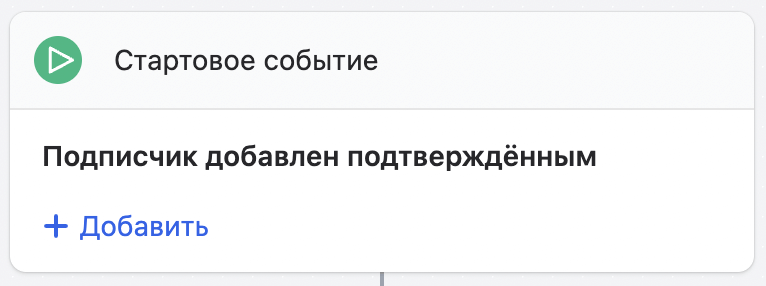 Стартовое событие
Подписчик добавлен подтверждённым
+ Добавить